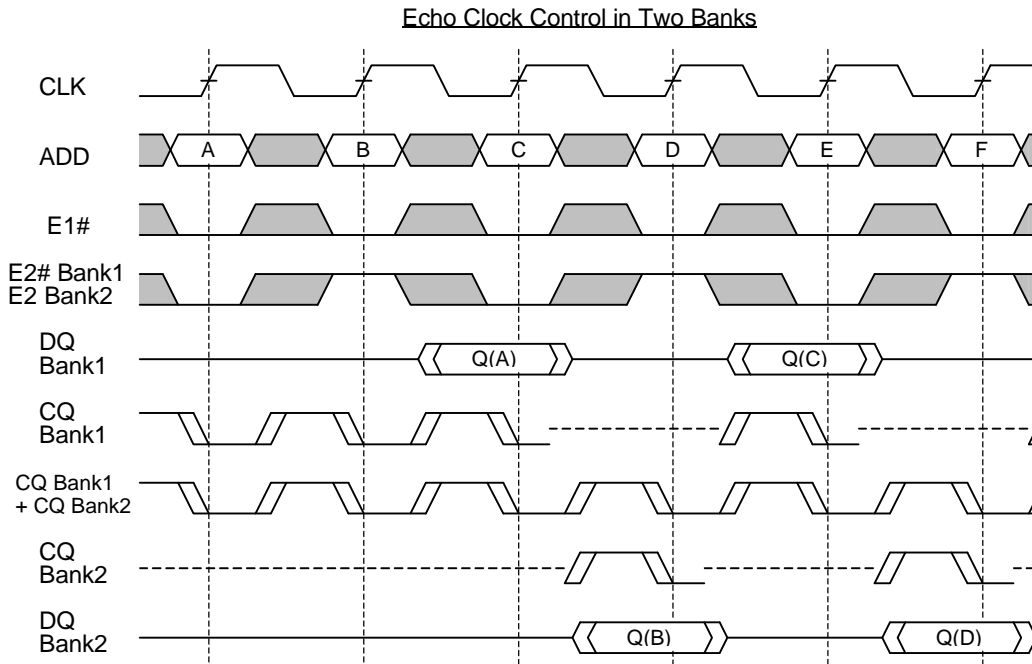 Echo Clock Control in Two Banks
CLK
ADD
A
B
C
D
E
F
E1#
E2# Bank1
E2 Bank2
DQ
Bank1
Q(A)
Q(C)
CQ
Bank1
CQ Bank1
+ CQ Bank2
CQ
Bank2
DQ
Bank2
Q(B)
Q(D)